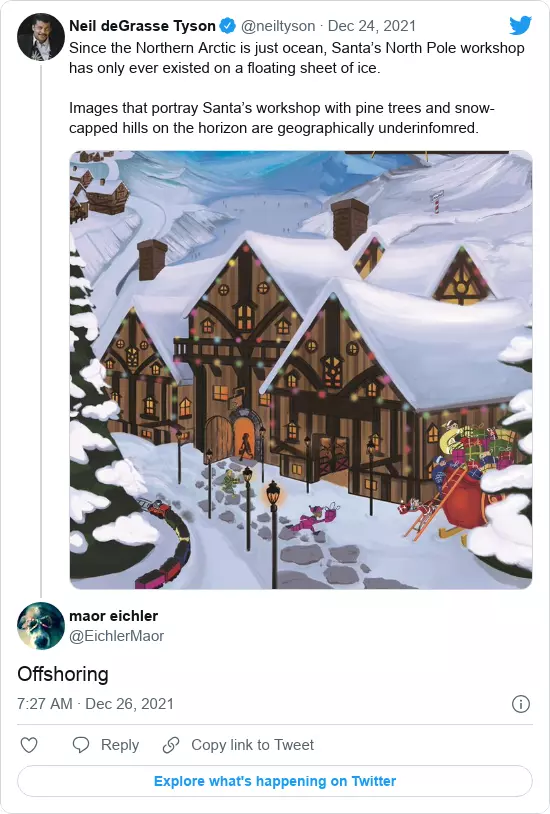 Neil deGrasse Tyson @neiltyson · Dec 24, 2021
Since the Northern Arctic is just ocean, Santa’s North Pole workshop
has only ever existed on a floating sheet of ice.
Images that portray Santa’s workshop with pine trees and snow-
capped hills on the horizon are geographically underinfomred.
maor eichler
@EichlerMaor
Offshoring
7:27 AM · Dec 26, 2021
Reply Copy link to Tweet
Explore what's happening on Twitter